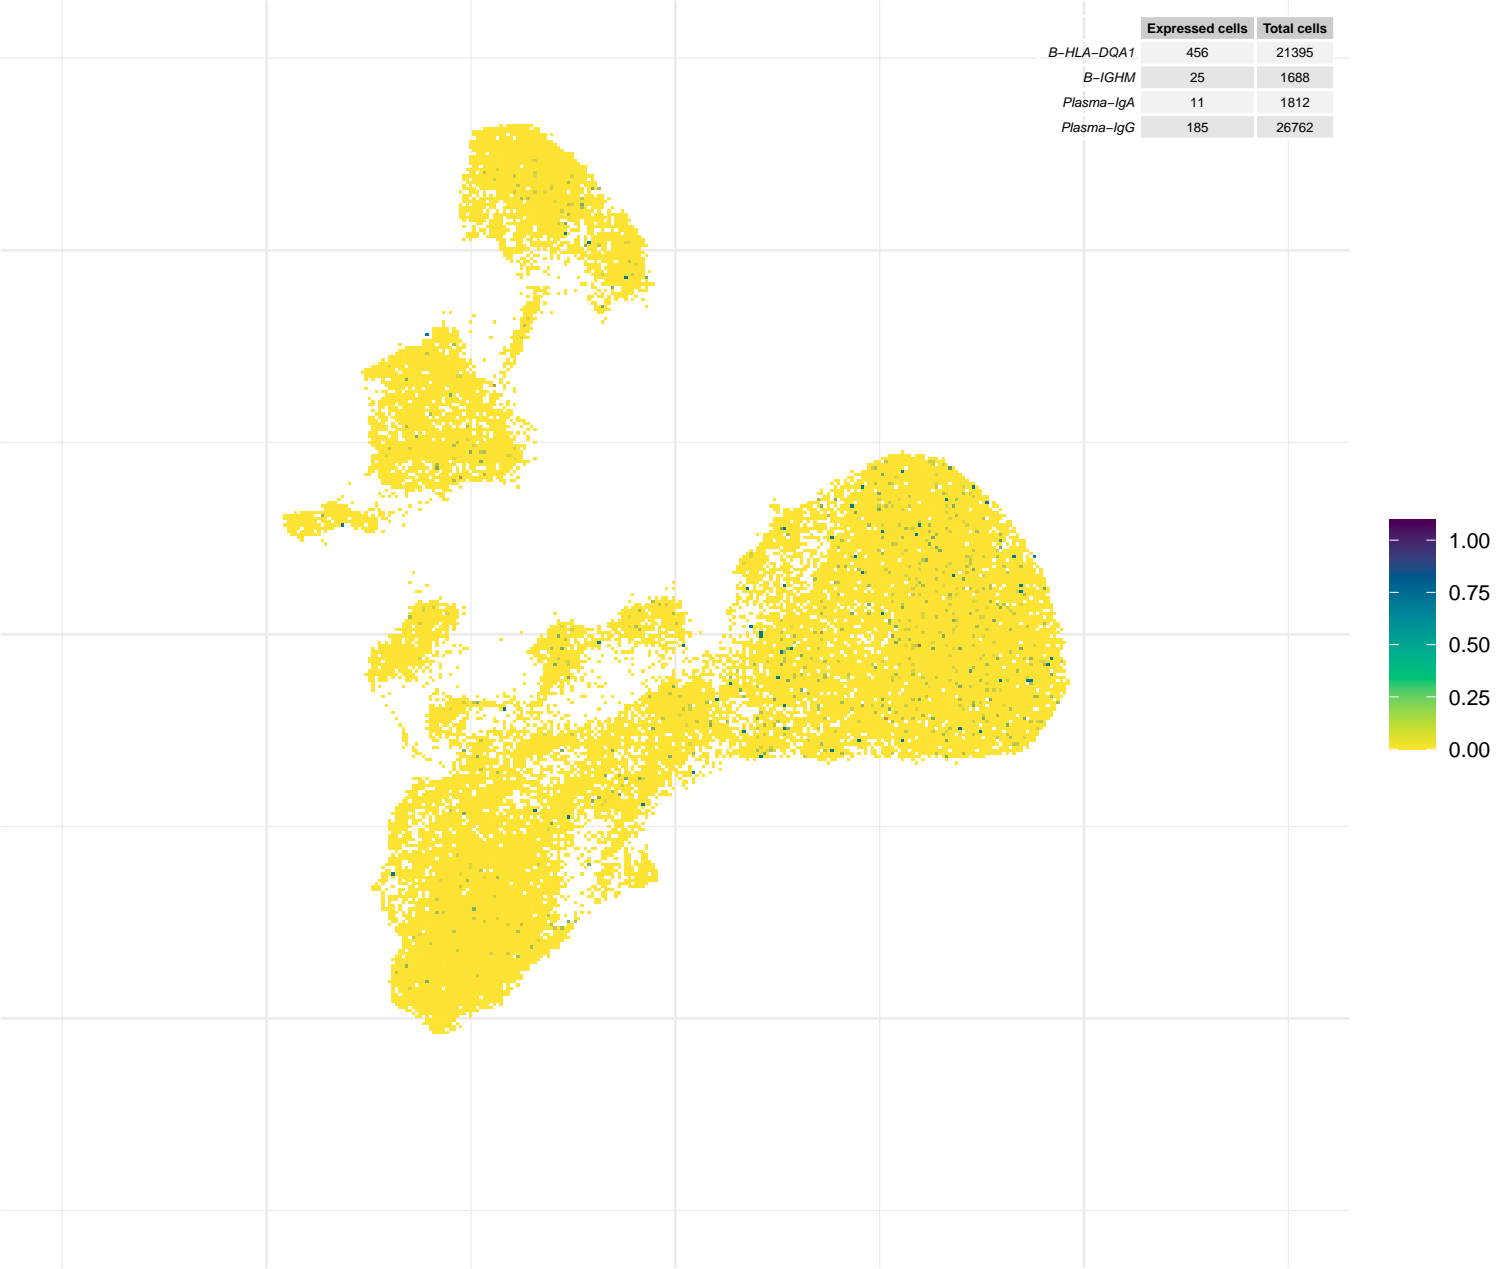 Expressed cells Total cells
B−HLA−DQA1 456 21395
B−IGHM 25 1688
Plasma−IgA 11 1812
Plasma−IgG 185 26762
1.00
0.75
0.50
0.25
0.00